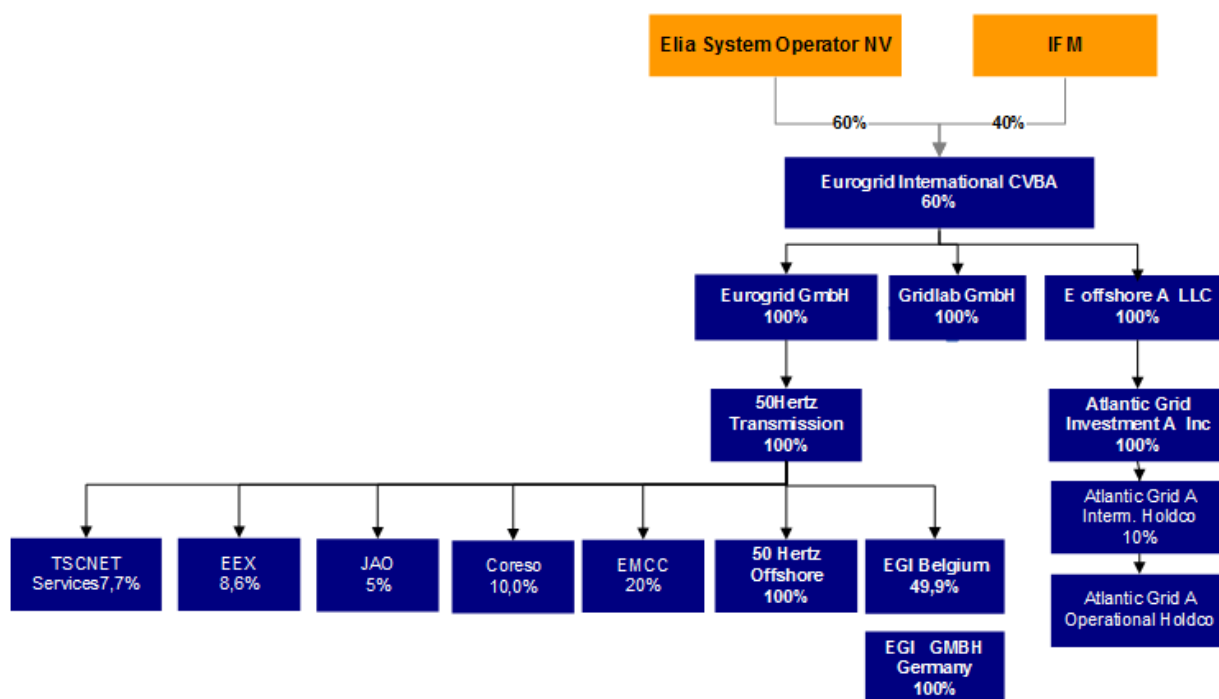 Elia System Operator NV
IFM
60%
40%
Eurogrid International CVBA
60%
Eurogrid GmbH
100%
Gridlab GmbH
100%
E offshore A LLC
100%
50Hertz
Transmission
100%
Atlantic Grid
Investment A Inc
100%
Atlantic Grid A
Interm. Holdco
10%
TSCNET
Services7,7%
EEX
8,6%
JAO
5%
Coreso
10,0%
EMCC
20%
50 Hertz
Offshore
100%
EGI Belgium
49,9%
Atlantic Grid A
Operational Holdco
EGI GMBH
Germany
100%